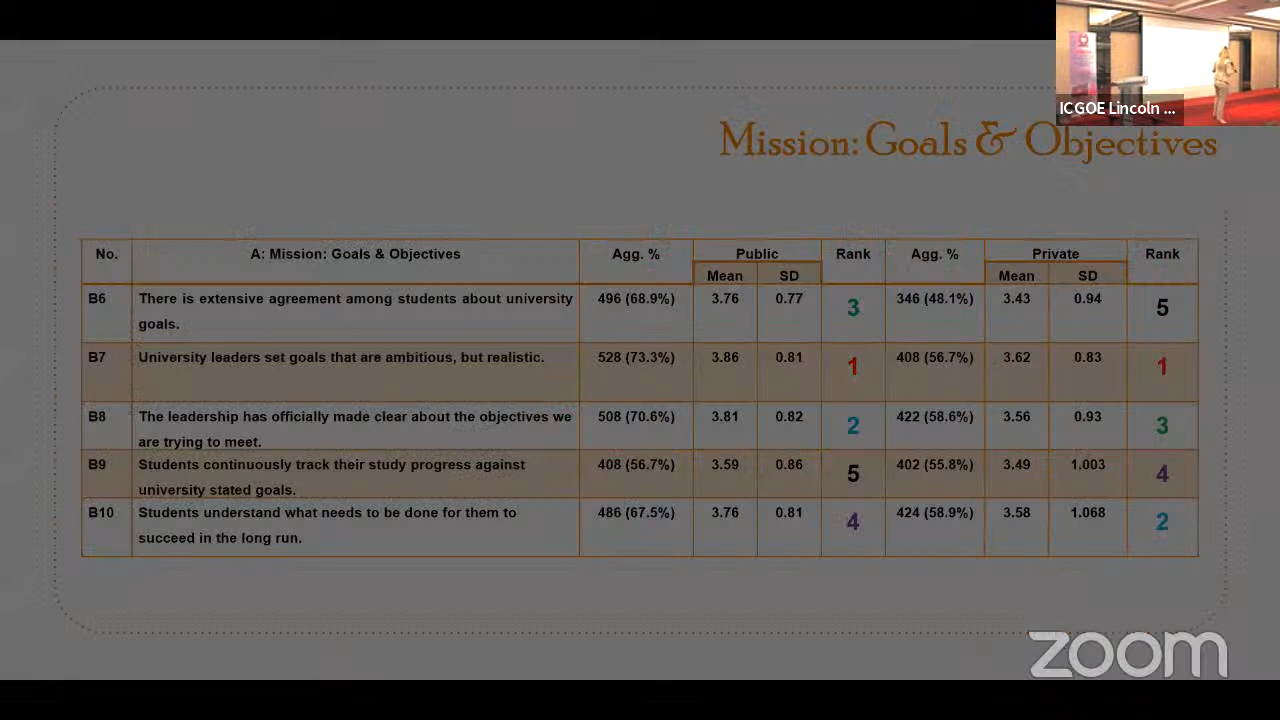 ICGOE Lincoln ...
Mission: Goals & Objectives
No. A: Mission: Goals & Objectives Agg. % Public Rank Agg. % Private Rank
Mean SD Mean SD
B6 There is extensive agreement among students about university 496 (68.9%) 3.76 0.77 3 346 (48.1%) 3.43 0.94 5
goals.
B7 University leaders set goals that are ambitious, but realistic. 528 (73.3%) 3.86 0.81 1 408 (56.7%) 3.62 0.83 1
B8 The leadership has officially made clear about the objectives we 508 (70.6%) 3.81 0.82 2 422 (58.6%) 3.56 0.93 3
are trying to meet.
B9 Students continuously track their study progress against 408 (56.7%) 3.59 0.86 5 402 (55.8%) 3.49 1.003 4
university stated goals.
B10 Students understand what needs to be done for them to 486 (67.5%) 3.76 0.81 4 424 (58.9%) 3.58 1.068 2
succeed in the long run.
zoom